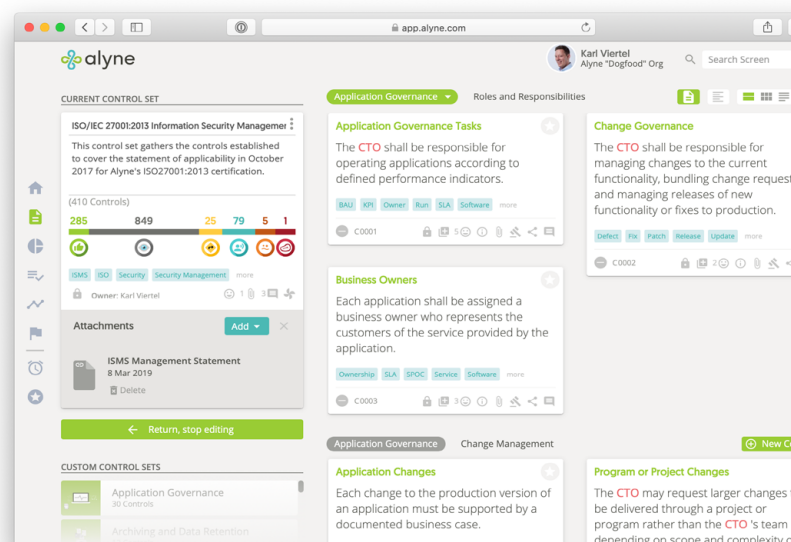 app.alyne.com
alyne
Karl Viertel
Alyne "Dogfood" Org
Search Screen
CURRENT CONTROL SET
ISO/IEC 27001:2013 Information Security Managemer
This control set gathers the controls established
to cover the statement of applicability in October
2017 for Alyne's ISO27001:2013 certification.
(410 Controls)
285 849 25 79 5 1
ISMS ISO Security Security Management more
Owner: Karl Viertel 1 3
Attachments Add
ISMS Management Statement
8 Mar 2019
Delete
Return, stop editing
CUSTOM CONTROL SETS
Application Governance
30 Controls
Archiving and Data Retention
Application Governance Roles and Responsibilities
Application Governance Tasks
The CTO shall be responsible for
operating applications according to
defined performance indicators.
BAU KPI Owner Run SLA Software more
C0001 5
Change Governance
The CTO shall be responsible for
managing changes to the current
functionality, bundling change request
and managing releases of new
functionality or fixes to production.
Defect Fix Patch Release Update more
C0002 2
Business Owners
Each application shall be assigned a
business owner who represents the
customers of the service provided by the
application.
Ownership SLA SPOC Service Software more
C0003 3
Application Governance Change Management
New Co
Application Changes
Each change to the production version of
an application must be supported by a
documented business case.
Program or Project Changes
The CTO may request larger changes
be delivered through a project or
program rather than the CTO 's team
depending on scope and complexity